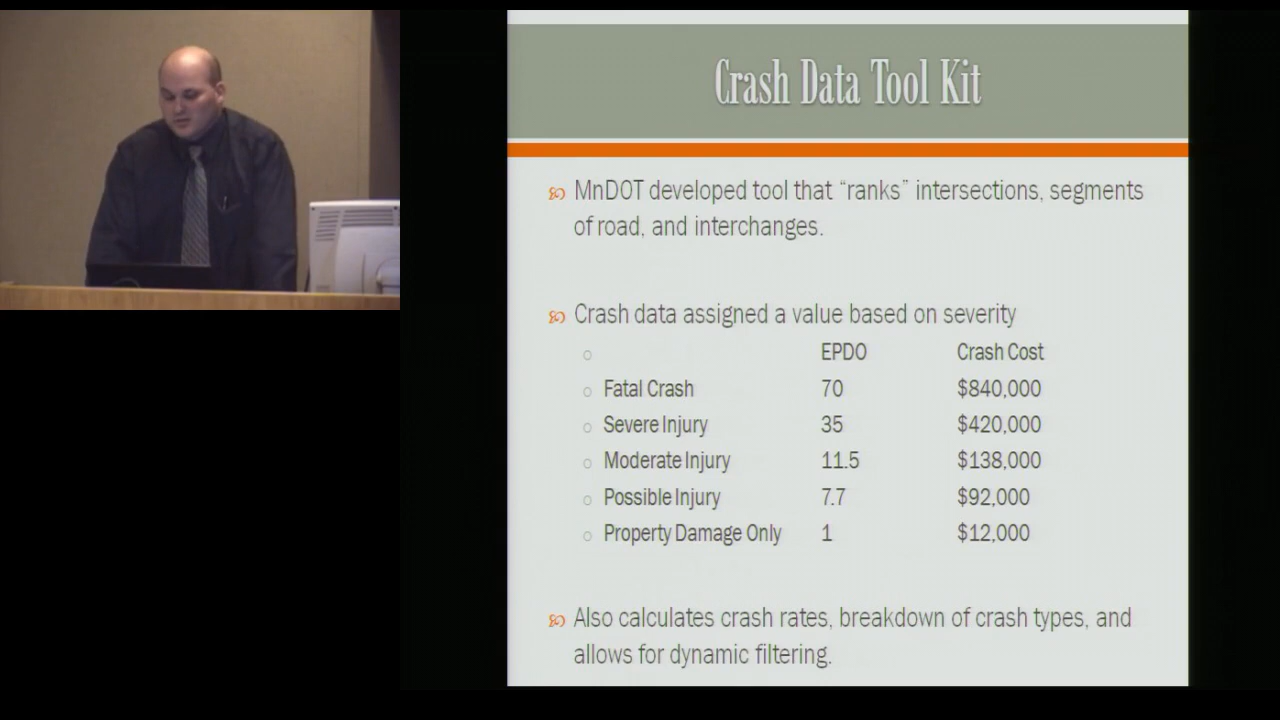 Crash Data Tool Kit
MnDOT developed tool that “ranks” intersections, segments
of road, and interchanges.
Crash data assigned a value based on severity
EPDO Crash Cost
Fatal Crash 70 $840,000
Severe Injury 35 $420,000
Moderate Injury 11.5 $138,000
Possible Injury 7.7 $92,000
Property Damage Only 1 $12,000
Also calculates crash rates, breakdown of crash types, and
allows for dynamic filtering.